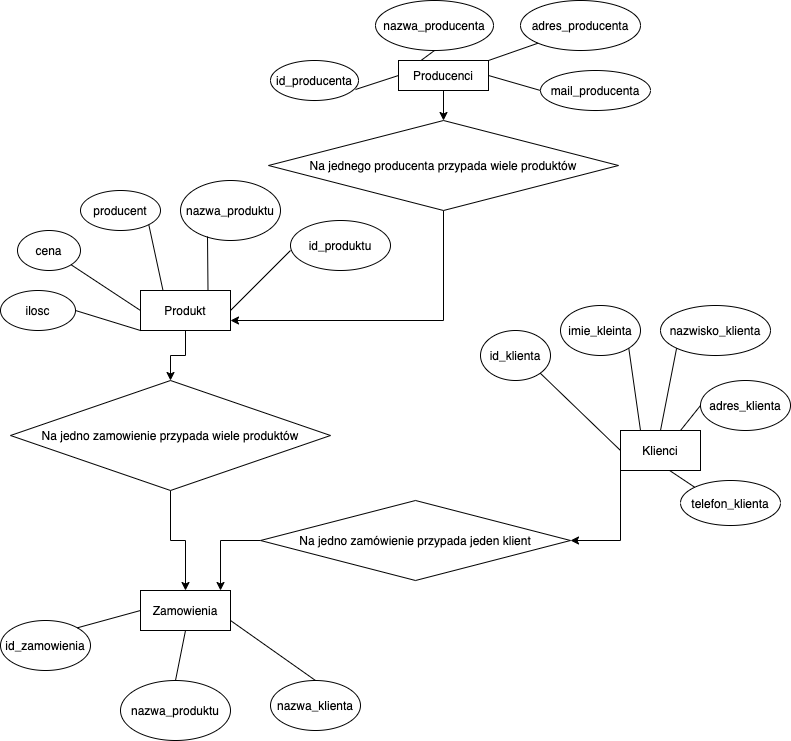 nazwa_producenta
adres_producenta
id_producenta
Producenci
mail_producenta
Na jednego producenta przypada wiele produktów
producent
nazwa_produktu
cena
id_produktu
ilosc
Produkt
imie_kleinta
nazwisko_klienta
id_klienta
adres_klienta
Na jedno zamowienie przypada wiele produktów
Klienci
telefon_klienta
Na jedno zamówienie przypada jeden klient
Zamowienia
id_zamowienia
nazwa_produktu
nazwa_klienta